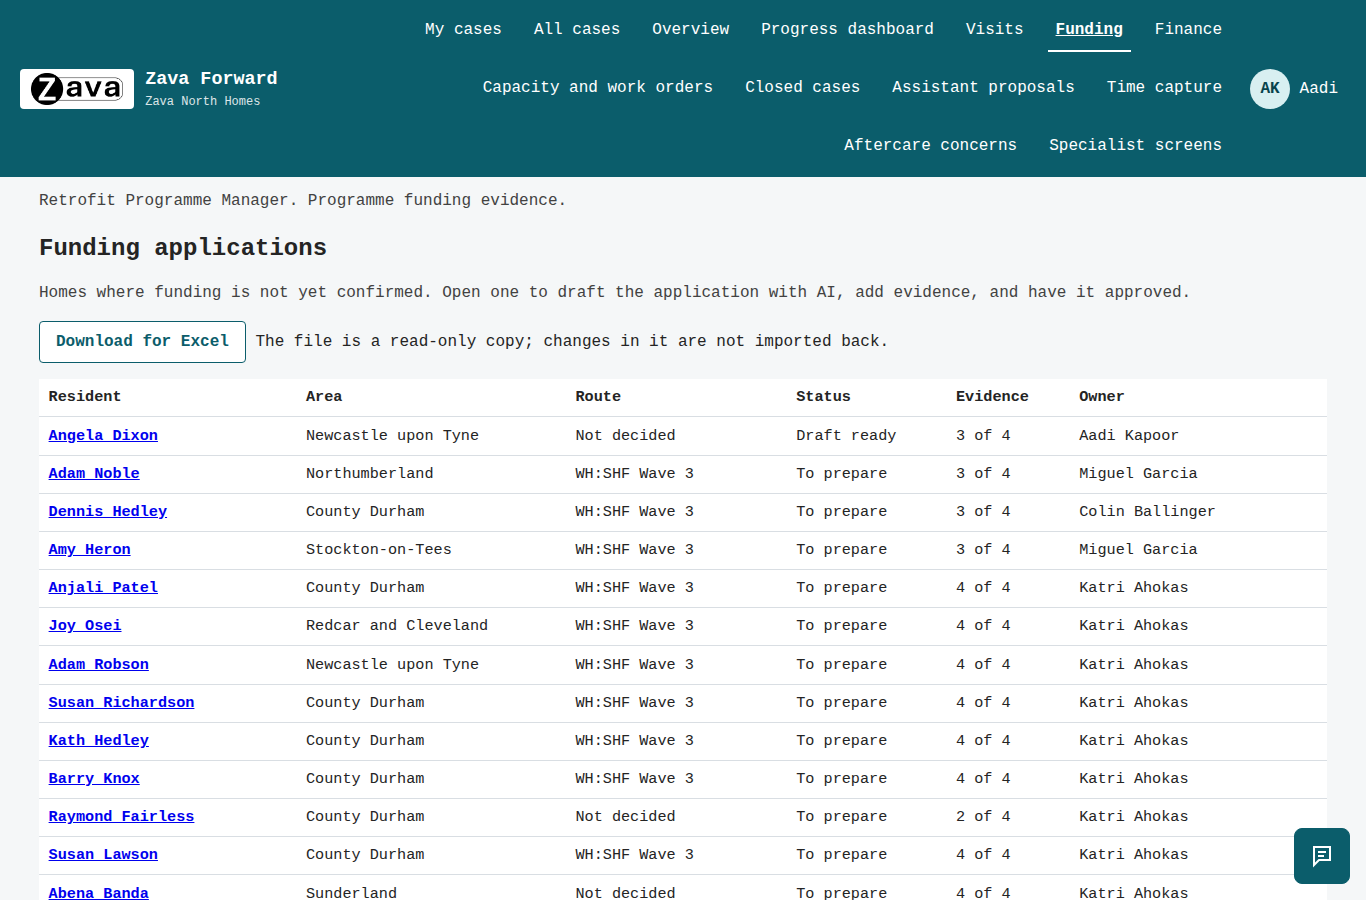 My cases All cases Overview Progress dashboard Visits Funding Finance
Zava
Zava Forward
Zava North Homes
Capacity and work orders Closed cases Assistant proposals Time capture
AK Aadi
Aftercare concerns Specialist screens
Retrofit Programme Manager. Programme funding evidence.
Funding applications
Homes where funding is not yet confirmed. Open one to draft the application with AI, add evidence, and have it approved.
Download for Excel The file is a read-only copy; changes in it are not imported back.
Resident Area Route Status Evidence Owner
Angela Dixon Newcastle upon Tyne Not decided Draft ready 3 of 4 Aadi Kapoor
Adam Noble Northumberland WH:SHF Wave 3 To prepare 3 of 4 Miguel Garcia
Dennis Hedley County Durham WH:SHF Wave 3 To prepare 3 of 4 Colin Ballinger
Amy Heron Stockton-on-Tees WH:SHF Wave 3 To prepare 3 of 4 Miguel Garcia
Anjali Patel County Durham WH:SHF Wave 3 To prepare 4 of 4 Katri Ahokas
Joy Osei Redcar and Cleveland WH:SHF Wave 3 To prepare 4 of 4 Katri Ahokas
Adam Robson Newcastle upon Tyne WH:SHF Wave 3 To prepare 4 of 4 Katri Ahokas
Susan Richardson County Durham WH:SHF Wave 3 To prepare 4 of 4 Katri Ahokas
Kath Hedley County Durham WH:SHF Wave 3 To prepare 4 of 4 Katri Ahokas
Barry Knox County Durham WH:SHF Wave 3 To prepare 4 of 4 Katri Ahokas
Raymond Fairless County Durham Not decided To prepare 2 of 4 Katri Ahokas
Susan Lawson County Durham WH:SHF Wave 3 To prepare 4 of 4 Katri Ahokas
Abena Banda Sunderland Not decided To prepare 4 of 4 Katri Ahokas